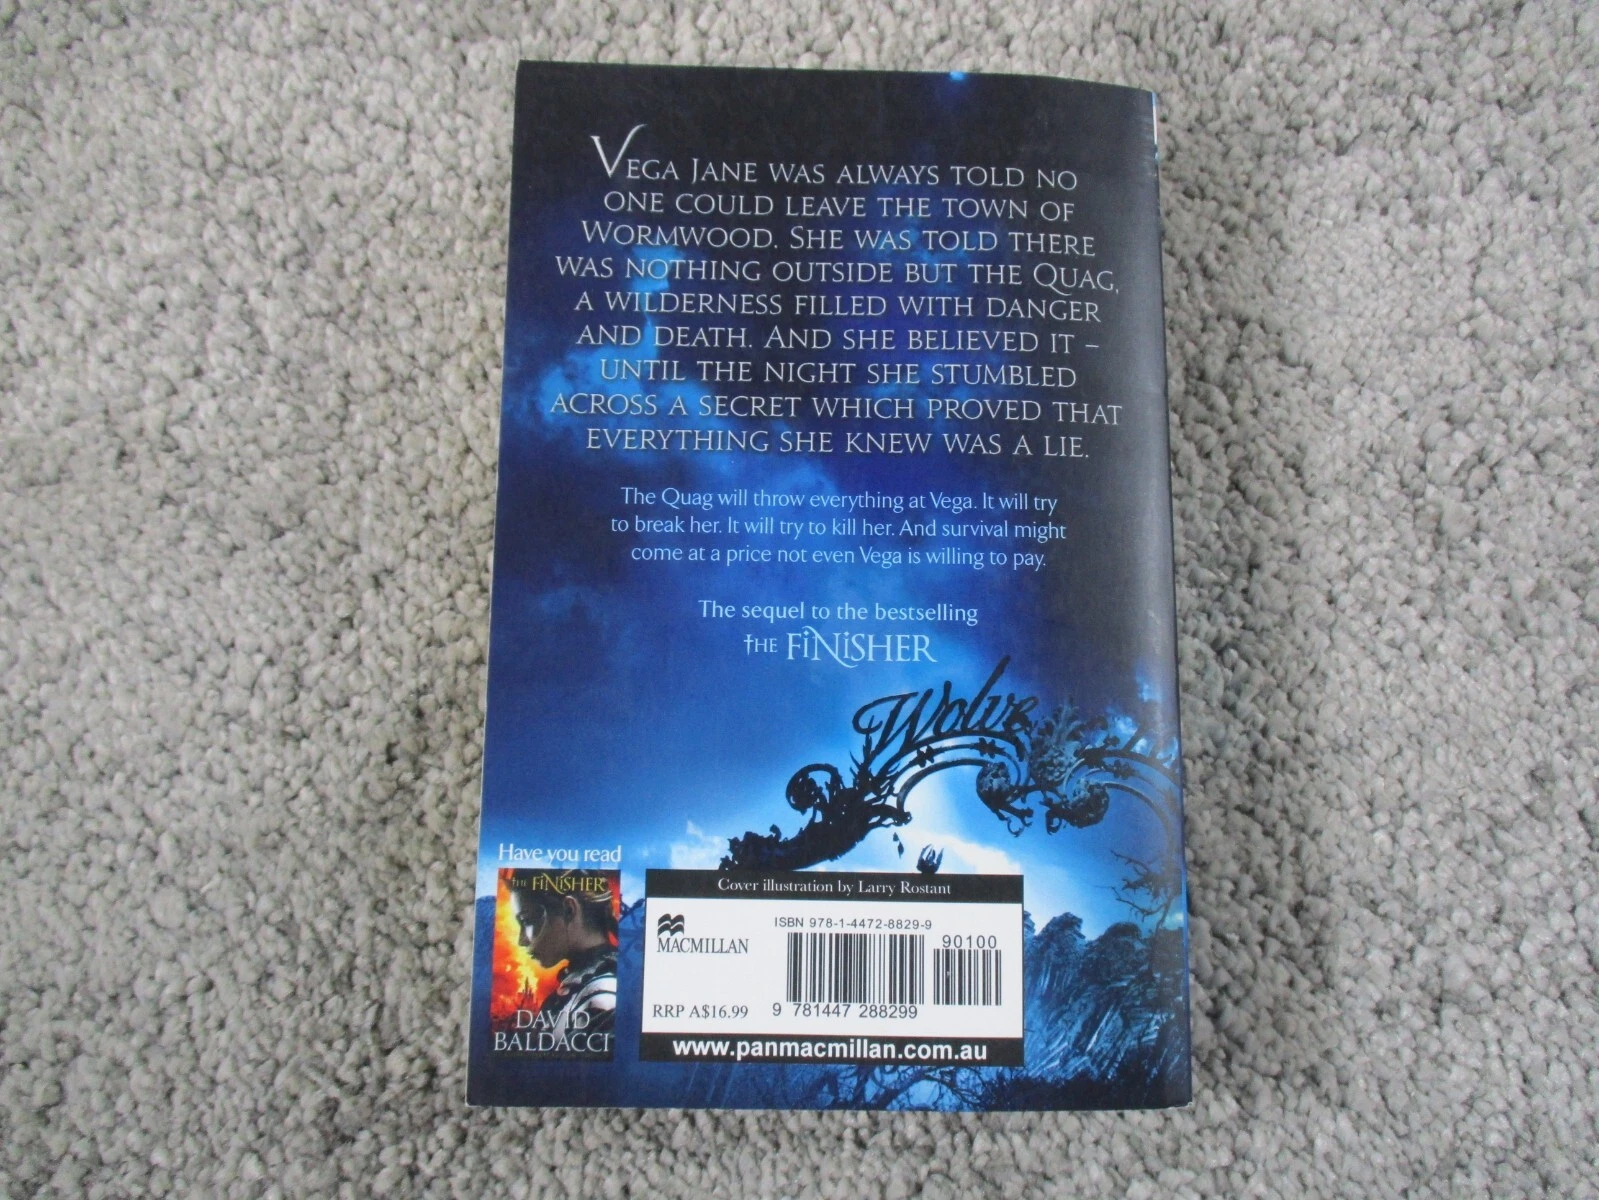 VEGA JANE WAS ALWAYS TOLD NO
ONE COULD LEAVE THE TOWN OF
WORMWOOD. SHE WAS TOLD THERE
WAS NOTHING OUTSIDE BUT THE QUAG,
A WILDERNESS FILLED WITH DANGER
AND DEATH. AND SHE BELIEVED IT –
UNTIL THE NIGHT SHE STUMBLED
ACROSS A SECRET WHICH PROVED THAT
EVERYTHING SHE KNEW WAS A LIE.
The Quag will throw everything at Vega. It will try
to break her. It will try to kill her. And survival might
come at a price not even Vega is willing to pay.
The sequel to the bestselling
THE FINISHER
Wolve
Have you read
THE FINISHER
DAVID
BALDACCI
Cover illustration by Larry Rostant
MACMILLAN
RRP A$16.99
ISBN 978-1-4472-8829-9
90100
9 781447 288299
www.panmacmillan.com.au